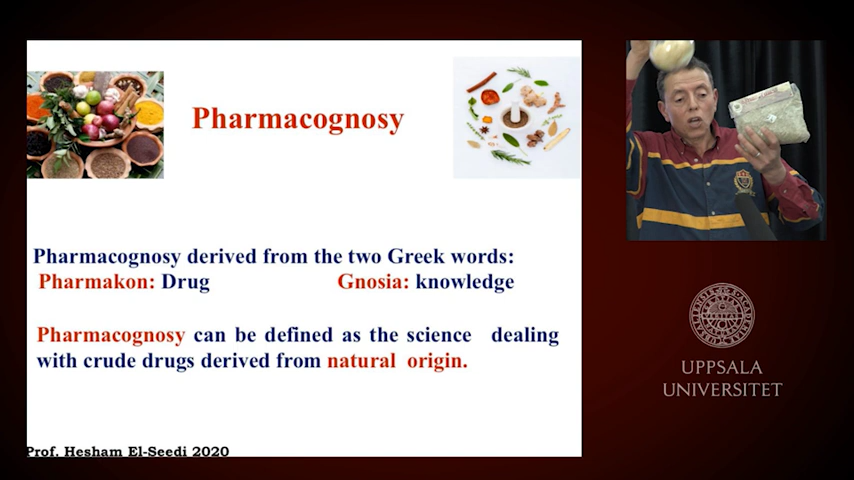 Pharmacognosy
Pharmacognosy derived from the two Greek words:
Pharmakon: Drug Gnosia: knowledge
Pharmacognosy can be defined as the science dealing
with crude drugs derived from natural origin.
Prof. Hesham El-Seedi 2020
UPPSALA
UNIVERSITET